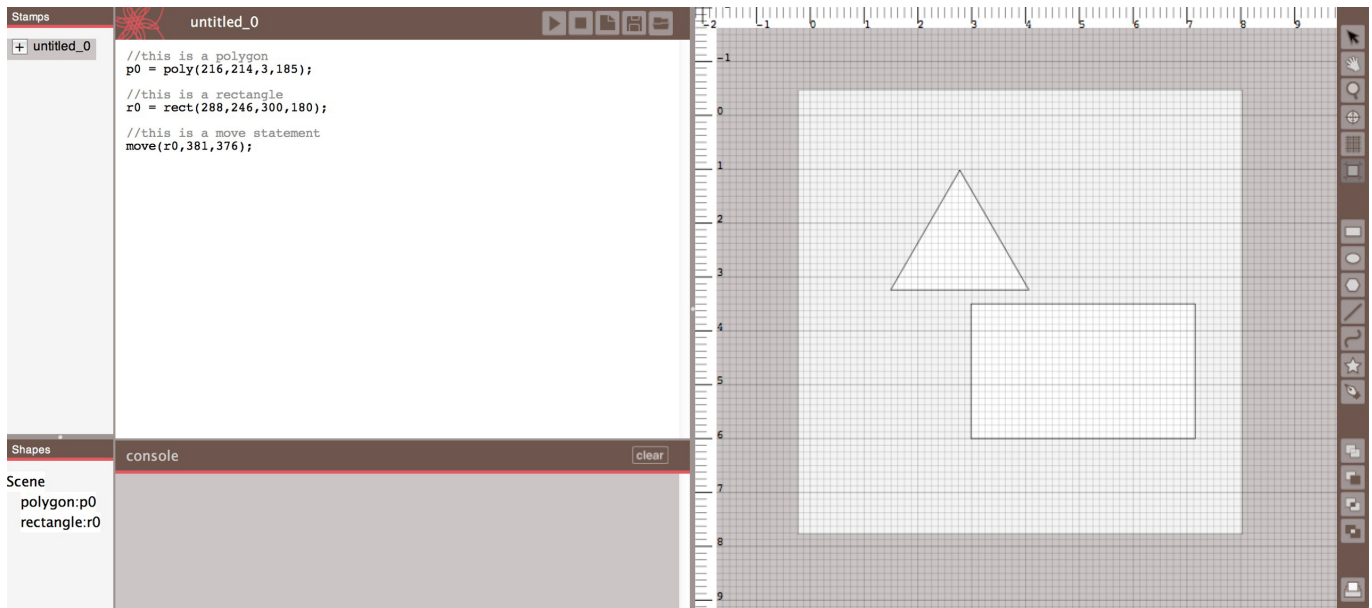 Stamps
+ untitled_0
untitled_0
//this is a polygon
p0 = poly(216,214,3,185);
//this is a rectangle
r0 = rect(288,246,300,180);
//this is a move statement
move(r0,381,376);
Shapes
Scene
polygon:p0
rectangle:r0
console
clear
-2 -1 0 1 2 3 4 5 6 7 8 9
-1
0
1
2
3
4
5
6
7
8
9